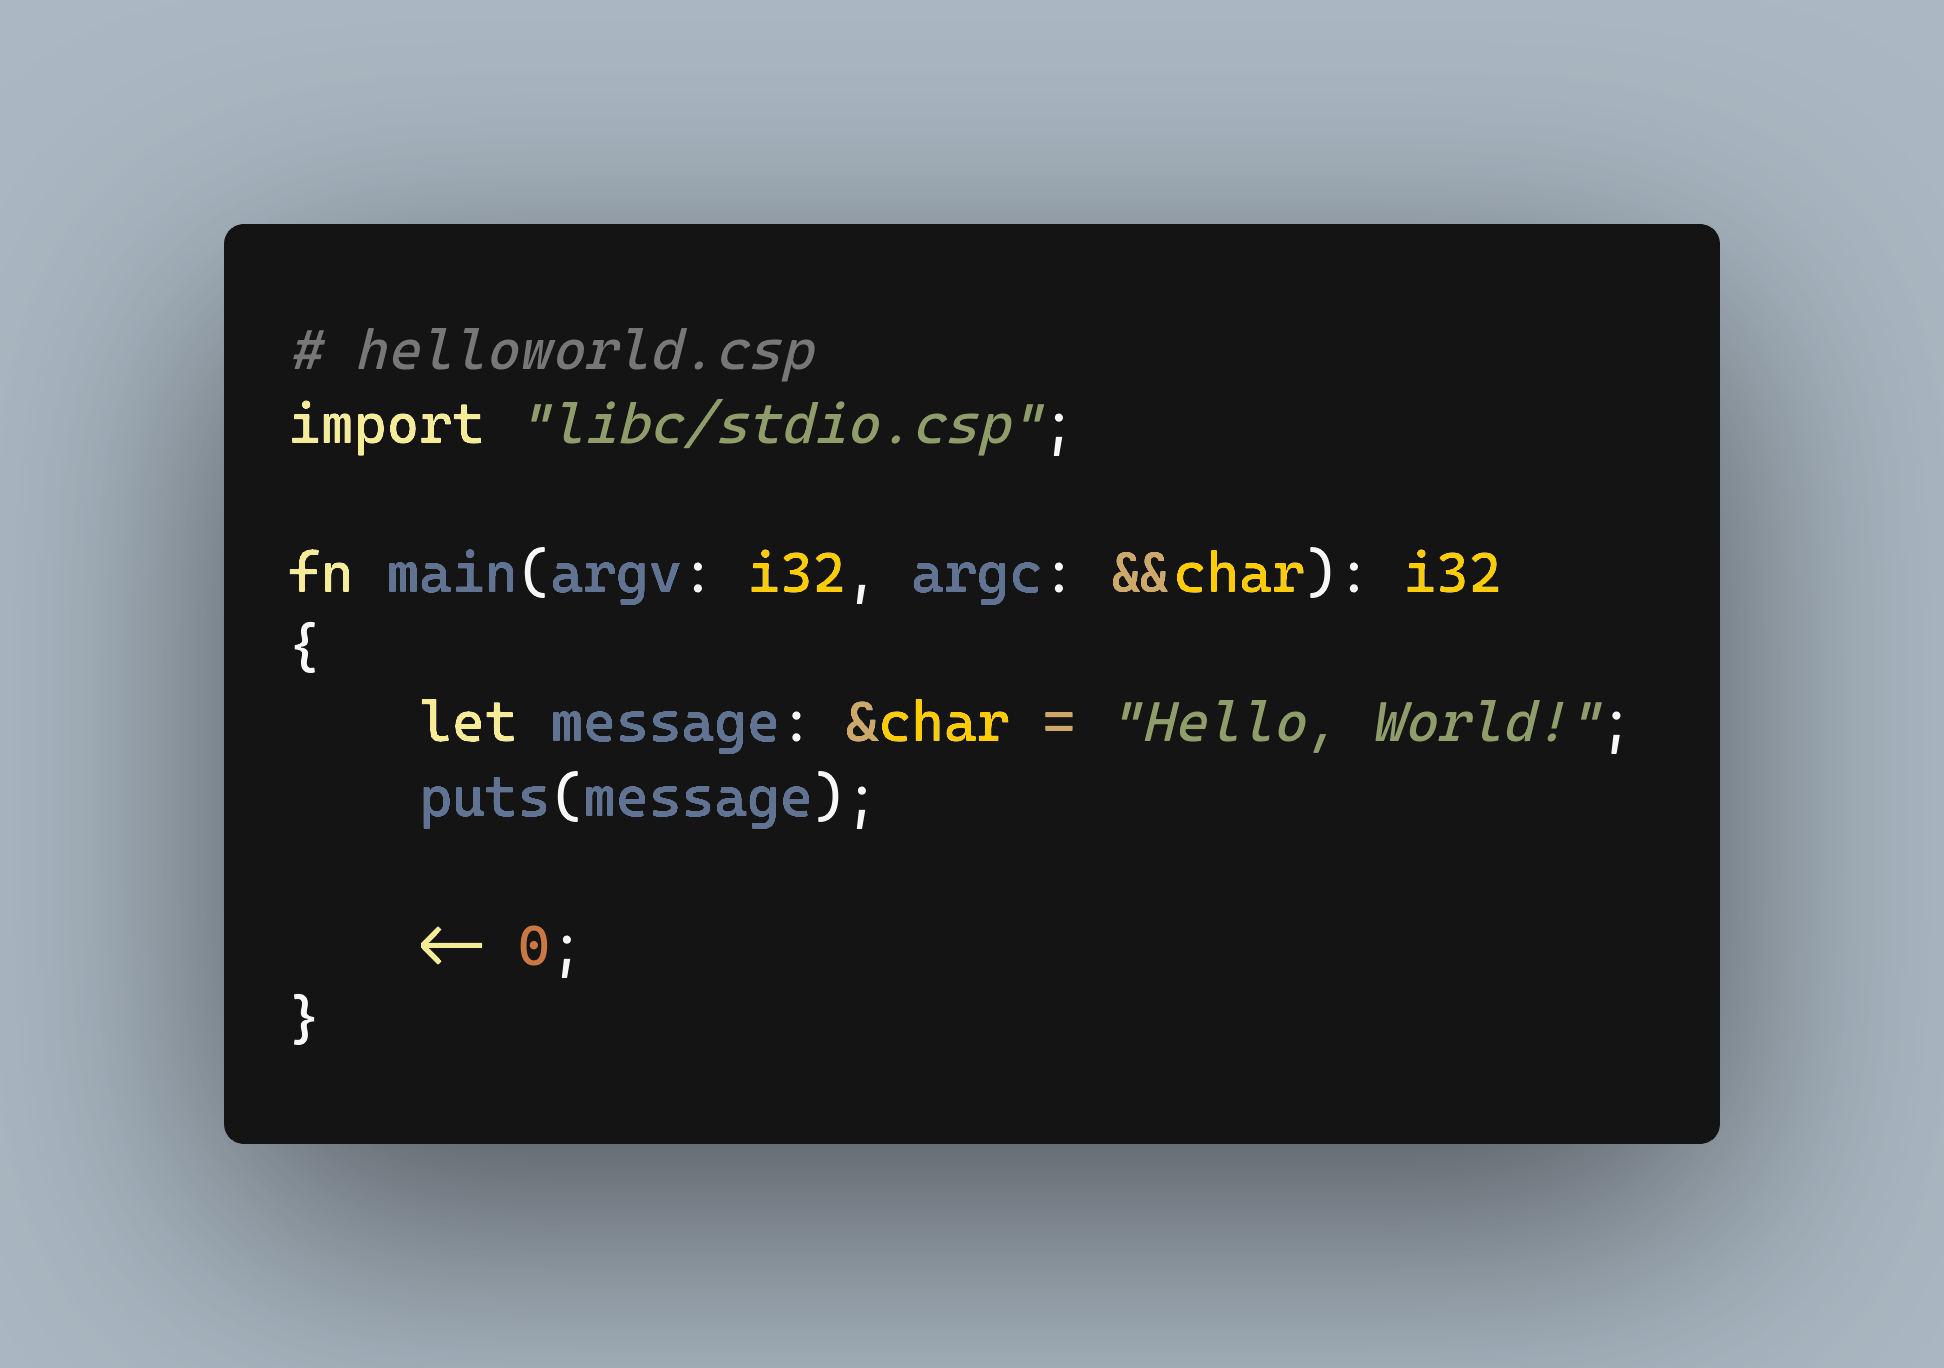 # helloworld.csp
import "libc/stdio.csp";
fn main(argv: i32, argc: &&char): i32
{
    let message: &char = "Hello, World!";
    puts(message);
    <- 0;
}